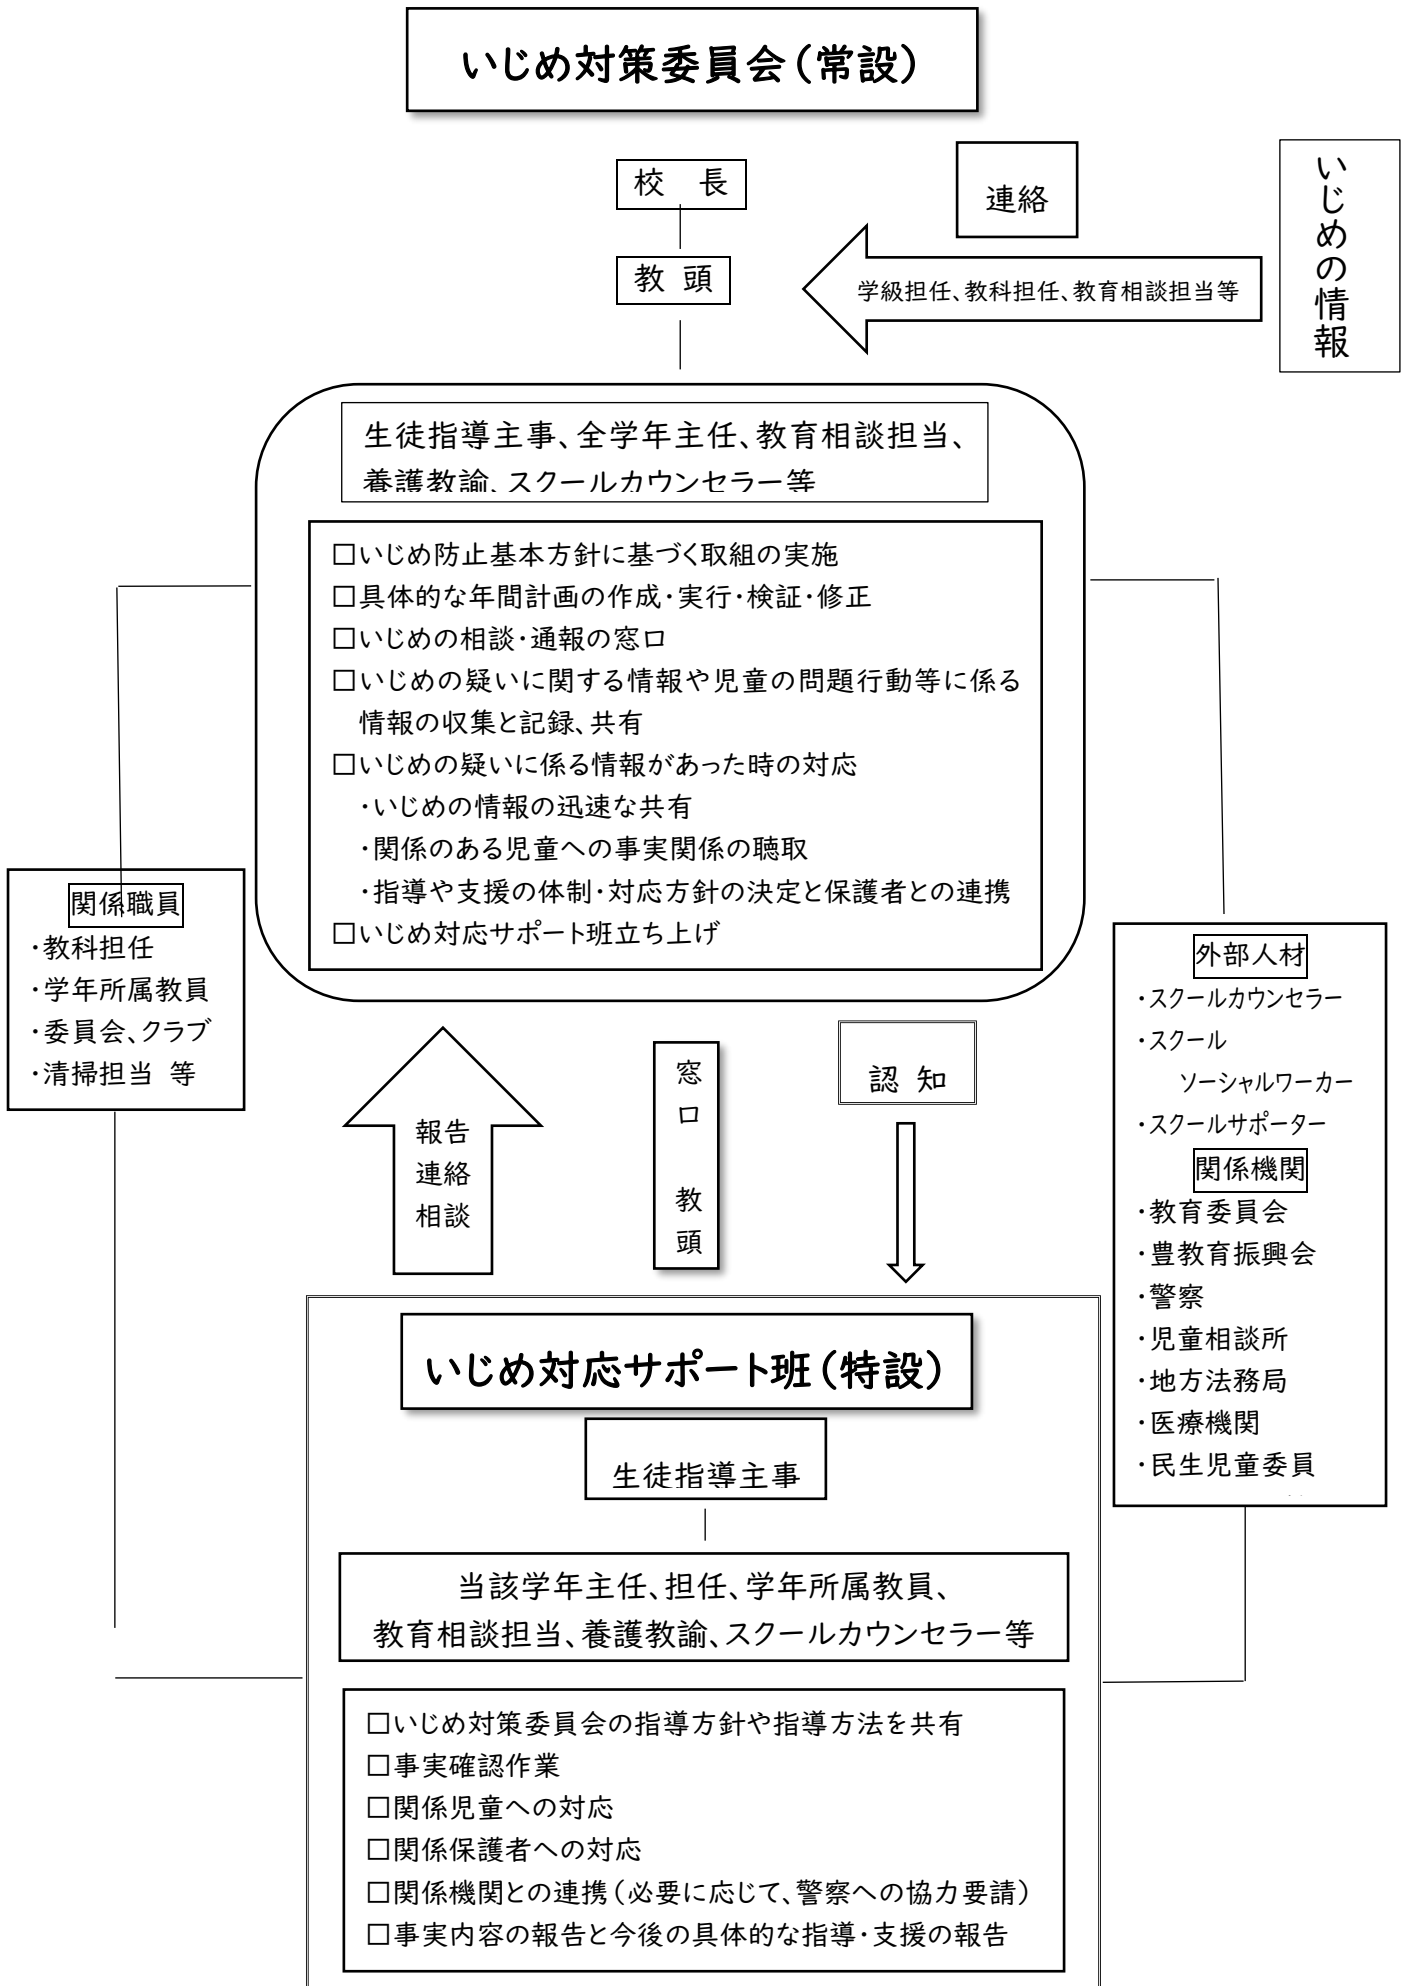 いじめ対策委員会（常設）
校　長
連絡
いじめの情報
教 頭
学級担任、教科担任、教育相談担当等
生徒指導主事、全学年主任、教育相談担当、
養護教諭、スクールカウンセラー等
□いじめ防止基本方針に基づく取組の実施
□具体的な年間計画の作成・実行・検証・修正
□いじめの相談・通報の窓口
□いじめの疑いに関する情報や児童の問題行動等に係る
情報の収集と記録、共有
□いじめの疑いに係る情報があった時の対応
・いじめの情報の迅速な共有
・関係のある児童への事実関係の聴取
・指導や支援の体制・対応方針の決定と保護者との連携
□いじめ対応サポート班立ち上げ
関係職員
・教科担任
・学年所属教員
・委員会、クラブ
・清掃担当 等
外部人材
・スクールカウンセラー
・スクール
ソーシャルワーカー
・スクールサポーター
関係機関
・教育委員会
・豊教育振興会
・警察
・児童相談所
・地方法務局
・医療機関
・民生児童委員
報告
連絡
相談
窓口　教頭
認 知
いじめ対応サポート班（特設）
生徒指導主事
当該学年主任、担任、学年所属教員、
教育相談担当、養護教諭、スクールカウンセラー等
□いじめ対策委員会の指導方針や指導方法を共有
□事実確認作業
□関係児童への対応
□関係保護者への対応
□関係機関との連携（必要に応じて、警察への協力要請）
□事実内容の報告と今後の具体的な指導・支援の報告